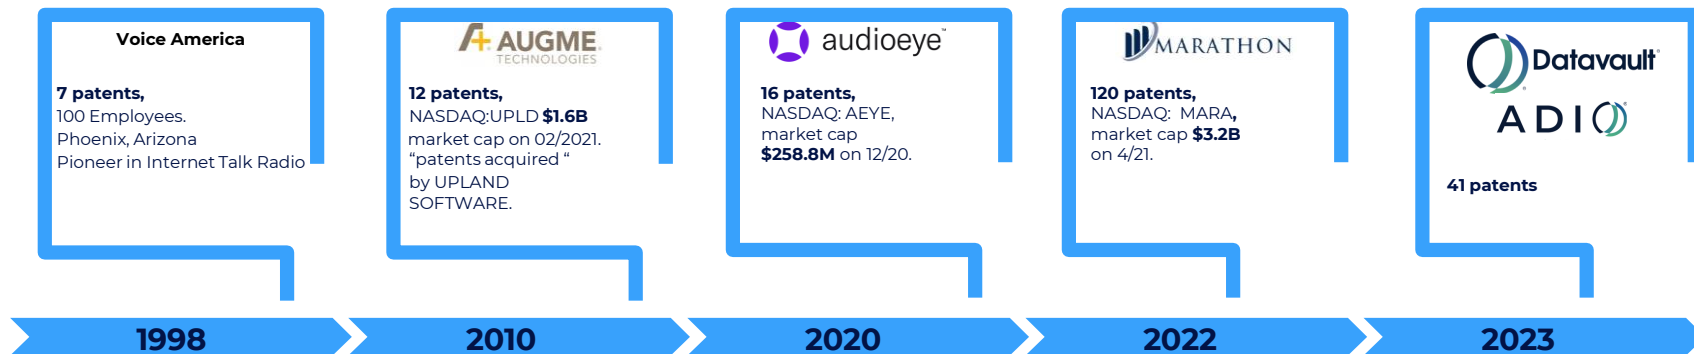 Voice America
7 patents,
100 Employees.
Phoenix, Arizona
Pioneer in Internet Talk Radio
A+ AUGME
TECHNOLOGIES
12 patents,
NASDAQ:UPLD $1.6B
market cap on 02/2021.
“patents acquired “
by UPLAND
SOFTWARE.
audioeye™
16 patents,
NASDAQ: AEYE,
market cap
$258.8M on 12/20.
MARATHON
120 patents,
NASDAQ: MARA,
market cap $3.2B
on 4/21.
Datavault®
ADIO®
41 patents
1998
2010
2020
2022
2023